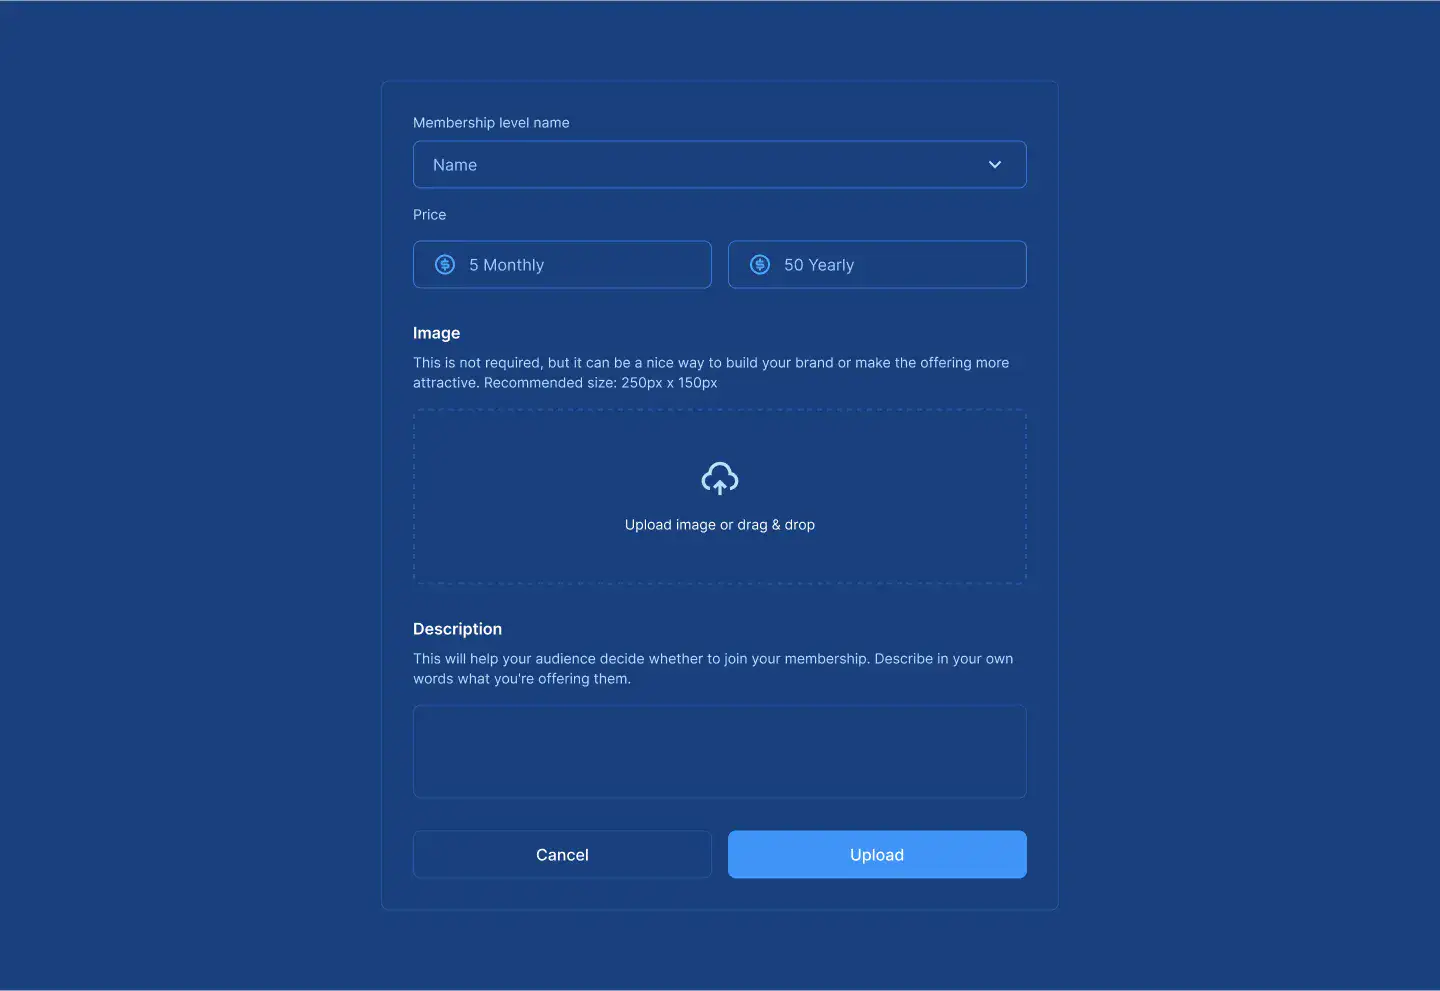 Membership level name
Name
Price
5 Monthly
50 Yearly
Image
This is not required, but it can be a nice way to build your brand or make the offering more
attractive. Recommended size: 250px x 150px
Upload image or drag & drop
Description
This will help your audience decide whether to join your membership. Describe in your own
words what you're offering them.
Cancel
Upload